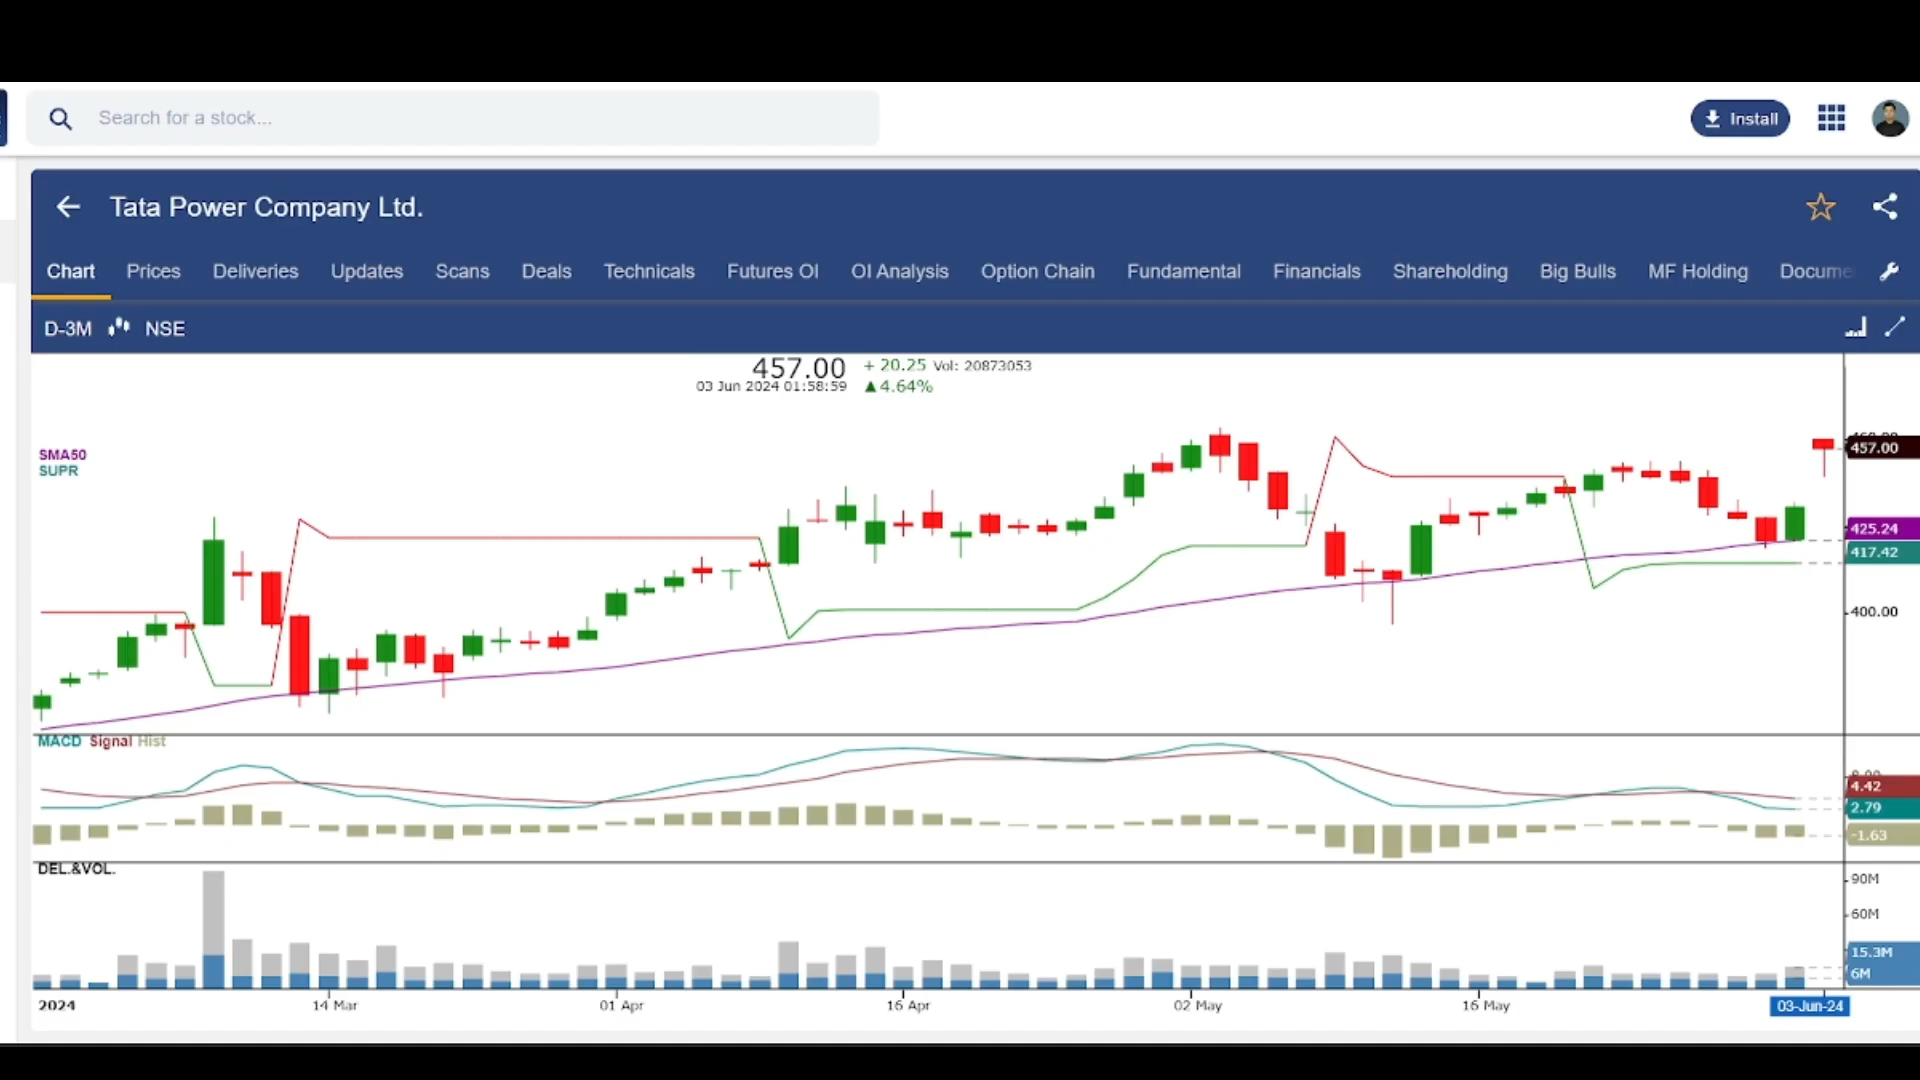 Search for a stock...
Install
Tata Power Company Ltd.
Chart Prices Deliveries Updates Scans Deals Technicals Futures OI OI Analysis Option Chain Fundamental Financials Shareholding Big Bulls MF Holding Docume
D-3M NSE
457.00 + 20.25 Vol: 20873053
03 Jun 2024 01:58:59 ▲4.64%
SMA50
SUPR
457.00
425.24
417.42
400.00
MACD Signal Hist
4.42
2.79
-1.63
DEL.&VOL.
90M
60M
15.3M
6M
2024 14 Mar 01 Apr 16 Apr 02 May 16 May 03-Jun-24